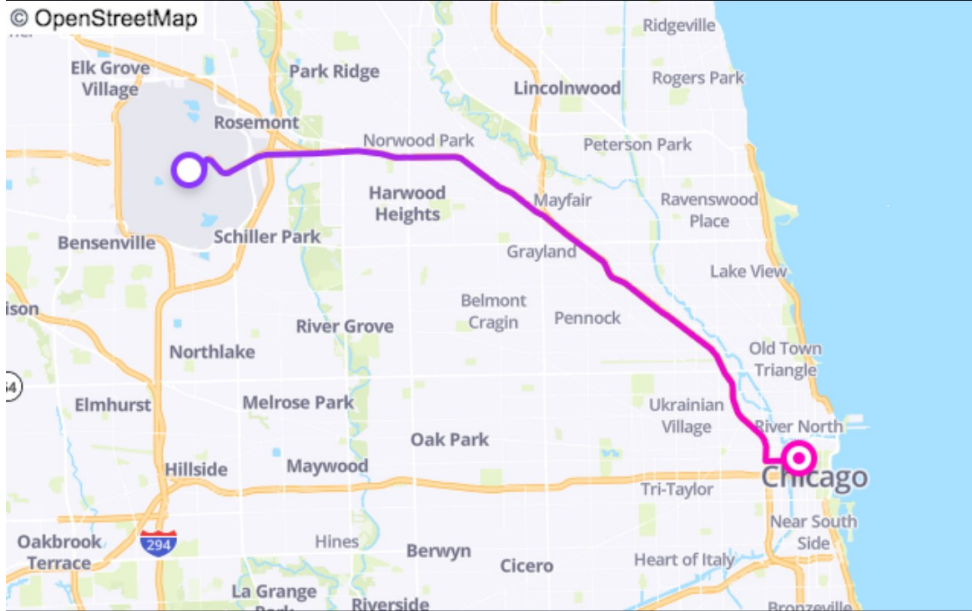 © OpenStreetMap
Ridgeville
Elk Grove
Village
Park Ridge
Rogers Park
Lincolnwood
Rosemont
Norwood Park
Peterson Park
Harwood
Heights
Mayfair
Ravenswood
Place
Bensenville
Schiller Park
Grayland
Lake View
ison
Belmont
Cragin
Pennock
River Grove
Northlake
Old Town
Triangle
64
Elmhurst
Melrose Park
Ukrainian
Village
River North
Oak Park
Hillside
Maywood
Chicago
Tri-Taylor
Near South
Side
Oakbrook
Terrace
294
Hines
Berwyn
Cicero
Heart of Italy
La Grange
Park
Riverside
Bronzeville